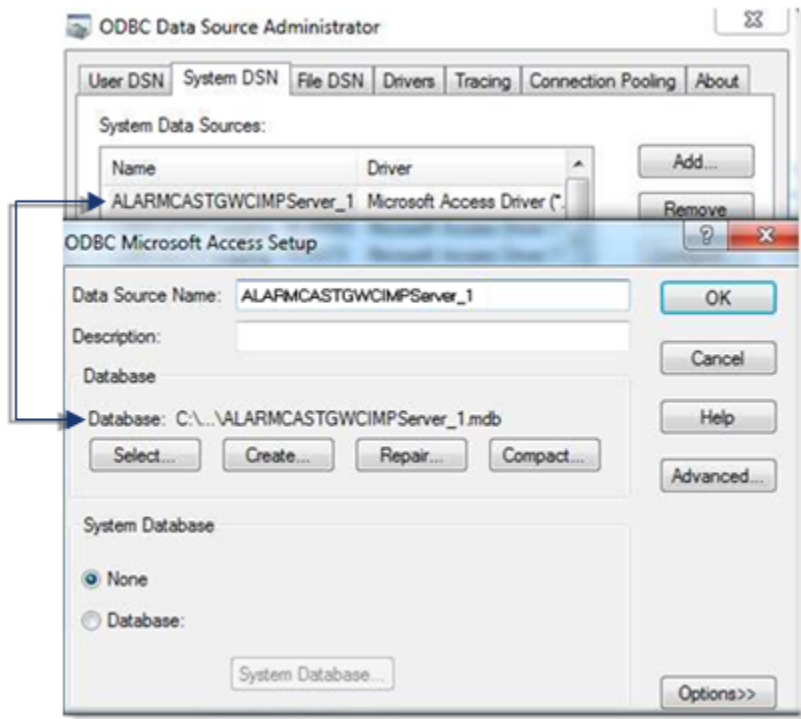 ODBC Data Source Administrator
User DSN System DSN File DSN Drivers Tracing Connection Pooling About
System Data Sources:
Name Driver
Add...
ALARMCASTGWCIMPServer_1 Microsoft Access Driver (*.
Remove
ODBC Microsoft Access Setup
Data Source Name: ALARMCASTGWCIMPServer_1
OK
Description:
Cancel
Database
Database: C:\...\ALARMCASTGWCIMPServer_1.mdb
Help
Select... Create... Repair... Compact...
Advanced...
System Database
None
Database:
System Database...
Options>>